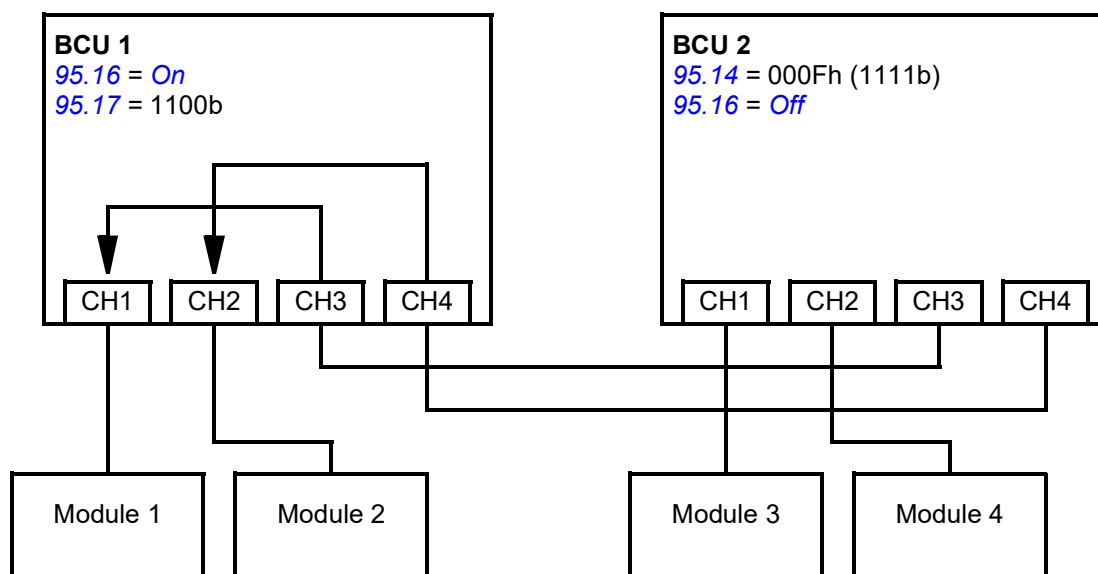 BCU 1
95.16 = On
95.17 = 1100b
CH1 CH2 CH3 CH4
BCU 2
95.14 = 000Fh (1111b)
95.16 = Off
CH1 CH2 CH3 CH4
Module 1
Module 2
Module 3
Module 4